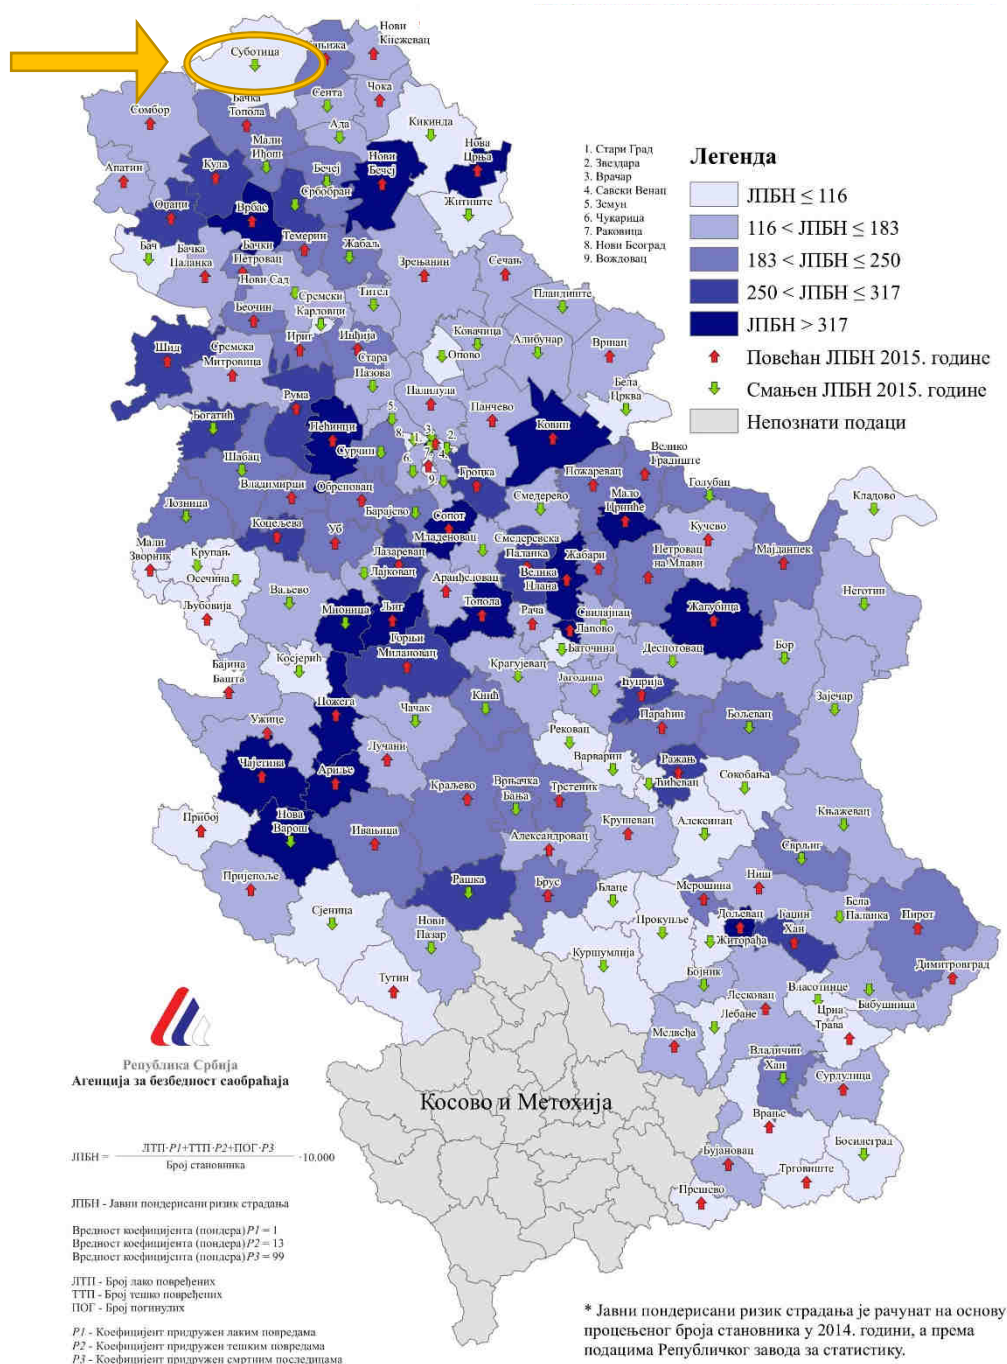 Суботица
Кањижа
Нови
Кнежевац
Сомбор
Бачка
Топола
Сента
Чока
Ада
Кикинда
Мали
Иђош
Апатин
Кула
Бечеј
Нови
Бечеј
Нова
Црња
Оџаци
Врбас
Србобран
Житиште
Бач
Бачка
Паланка
Бачки
Петровац
Темерин
Жабаљ
Зрењанин
Сечањ
Нови Сад
Тител
Беочин
Сремски
Карловци
Пландиште
Шид
Сремска
Митровица
Ириг
Инђија
Стара
Пазова
Ковачица
Опово
Алибунар
Вршац
Бела
Црква
Рума
Палилула
Панчево
Богатић
Пећинци
Сурчин
5.
8.
1.
3.
2.
4.
7.
6.
9.
Ковин
Велико
Градиште
Шабац
Владимирци
Обреновац
Гроцка
Пожаревац
Голубац
Кладово
Лозница
Барајево
Смедерево
Мало
Црниће
Коцељева
Уб
Сопот
Младеновац
Кучево
Мали
Зворник
Крупањ
Осечина
Лазаревац
Смедеревска
Паланка
Жабари
Петровац
на Млави
Мајданпек
Љубовија
Ваљево
Лајковац
Аранђеловац
Велика
Плана
Неготин
Мионица
Љиг
Топола
Рача
Свилајнац
Жагубица
Лапово
Баточина
Косјерић
Горњи
Милановац
Крагујевац
Деспотовац
Бор
Бајина
Башта
Јагодина
Пожега
Чачак
Кнић
Ћуприја
Зајечар
Ужице
Параћин
Бољевац
Лучани
Рековац
Варварин
Чајетина
Ариље
Ражањ
Ћићевац
Сокобања
Краљево
Врњачка
Бања
Трстеник
Прибој
Нова
Варош
Ивањица
Александровац
Крушевац
Алексинац
Књажевац
Сврљиг
Пријепоље
Рашка
Брус
Блаце
Мерошина
Ниш
Бела
Паланка
Пирот
Сјеница
Нови
Пазар
Прокупље
Дољевац
Гаџин
Хан
Житорађа
Куршумлија
Димитровград
Тутин
Бојник
Лесковац
Власотинце
Бабушница
Лебане
Црна
Трава
Медвеђа
Владичин
Хан
Сурдулица
Врање
Босилеград
Бујановац
Трговиште
Прешево
Косово и Метохија
1. Стари Град
2. Звездара
3. Врачар
4. Савски Венац
5. Земун
6. Чукарица
7. Раковица
8. Нови Београд
9. Вождовац
Легенда
ЈПБН ≤ 116
116 < ЈПБН ≤ 183
183 < ЈПБН ≤ 250
250 < ЈПБН ≤ 317
ЈПБН > 317
Повећан ЈПБН 2015. године
Смањен ЈПБН 2015. године
Непознати подаци
Република Србија
Агенција за безбедност саобраћаја
ЈПБН = ЛТП·P1+ТТП·P2+ПОГ·P3
Број становника
·10.000
ЈПБН - Јавни пондерисани ризик страдања
Вредност коефицијента (пондера) P1 = 1
Вредност коефицијента (пондера) P2 = 13
Вредност коефицијента (пондера) P3 = 99
ЛТП - Број лако повређених
ТТП - Број тешко повређених
ПОГ - Број погинулих
P1 - Коефицијент придружен лаким повредама
P2 - Коефицијент придружен тешким повредама
P3 - Коефицијент придружен смртним последицама
* Јавни пондерисани ризик страдања је рачунат на основу
процењеног броја становника у 2014. години, а према
подацима Републичког завода за статистику.